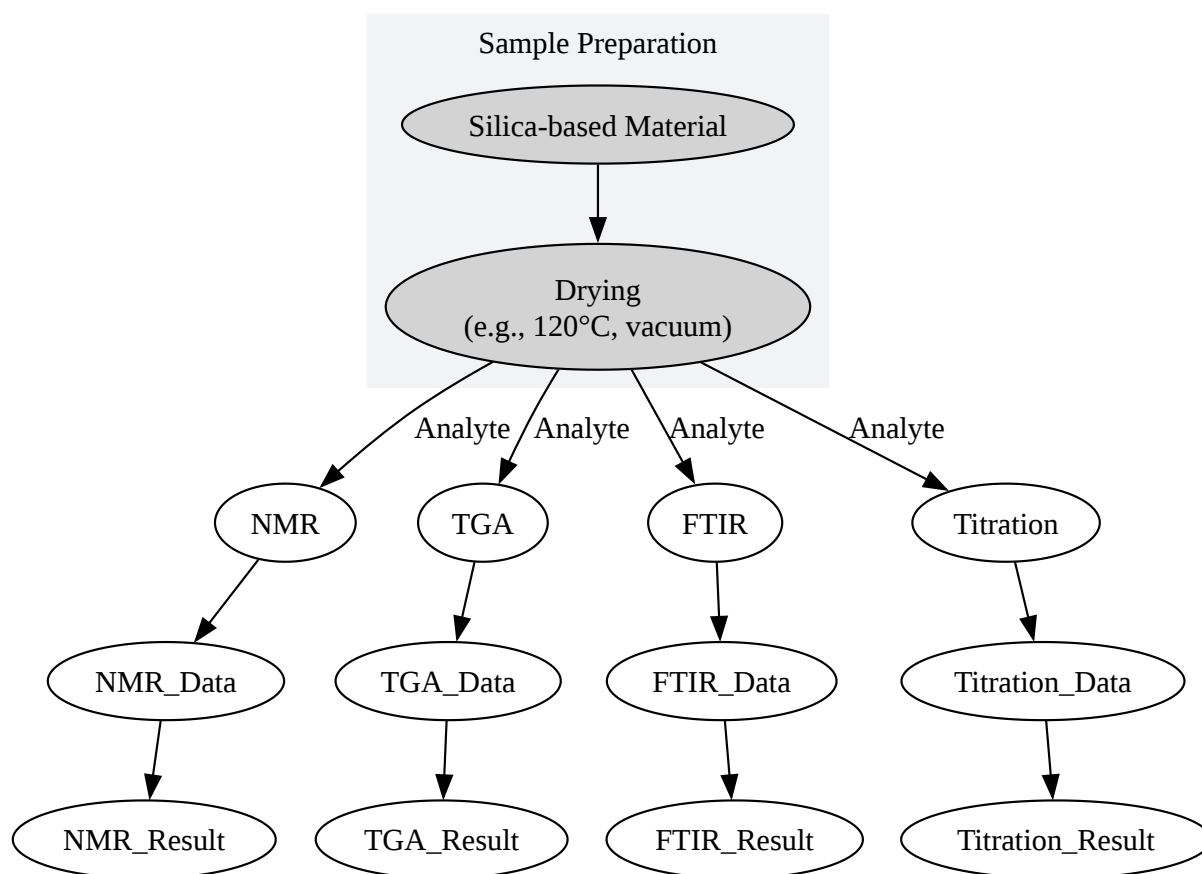 Sample Preparation
Silica-based Material
Drying
(e.g., 120°C, vacuum)
Analyte
Analyte
Analyte
Analyte
NMR
TGA
FTIR
Titration
NMR_Data
TGA_Data
FTIR_Data
Titration_Data
NMR_Result
TGA_Result
FTIR_Result
Titration_Result